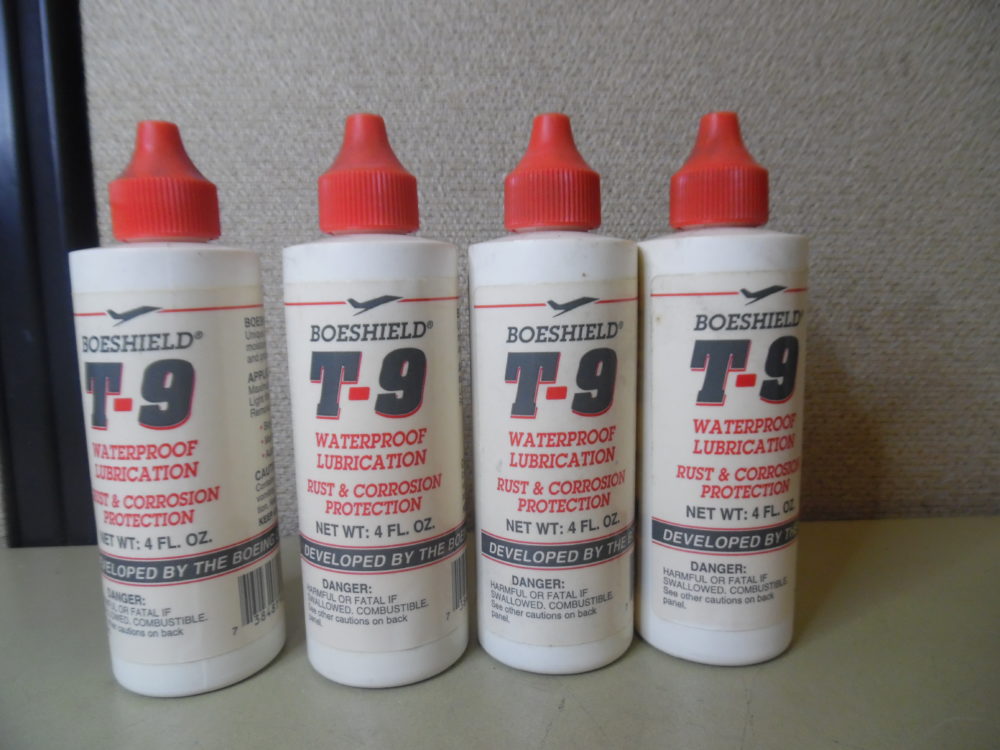 BOESHIELD®
T-9
WATERPROOF
LUBRICATION
RUST & CORROSION
PROTECTION
NET WT: 4 FL. OZ.
DEVELOPED BY THE BOEING
DANGER:
OR FATAL IF
COMBUSTIBLE.
other cautions on back
BOESHIELD®
T-9
WATERPROOF
LUBRICATION
RUST & CORROSION
PROTECTION
NET WT: 4 FL. OZ.
DEVELOPED BY THE BOE
DANGER:
HARMFUL OR FATAL IF
SWALLOWED. COMBUSTIBLE.
See other cautions on back
panel.
BOESHIELD®
T-9
WATERPROOF
LUBRICATION
RUST & CORROSION
PROTECTION
NET WT: 4 FL. OZ.
DEVELOPED BY THE B
DANGER:
HARMFUL OR FATAL IF
SWALLOWED. COMBUSTIBLE.
See other cautions on back
panel.
BOESHIELD®
T-9
WATERPROOF
LUBRICATION
RUST & CORROSION
PROTECTION
NET WT: 4 FL. OZ.
DEVELOPED BY THE
DANGER:
HARMFUL OR FATAL IF
SWALLOWED. COMBUSTIBLE.
See other cautions on back
panel.